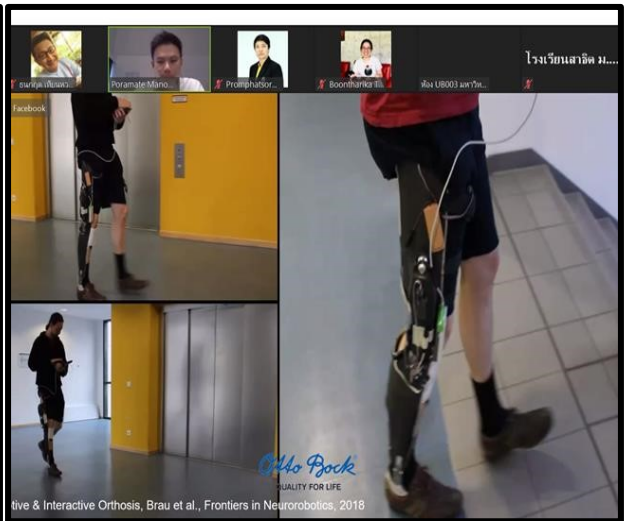 Poramate Mano...
Promphatsor...
Boontharika T...
ห้อง UB003 มหาวิท...
โรงเรียนสาธิต ม....
Facebook
Otto Bock
QUALITY FOR LIFE
tive & Interactive Orthosis, Brau et al., Frontiers in Neurorobotics, 2018